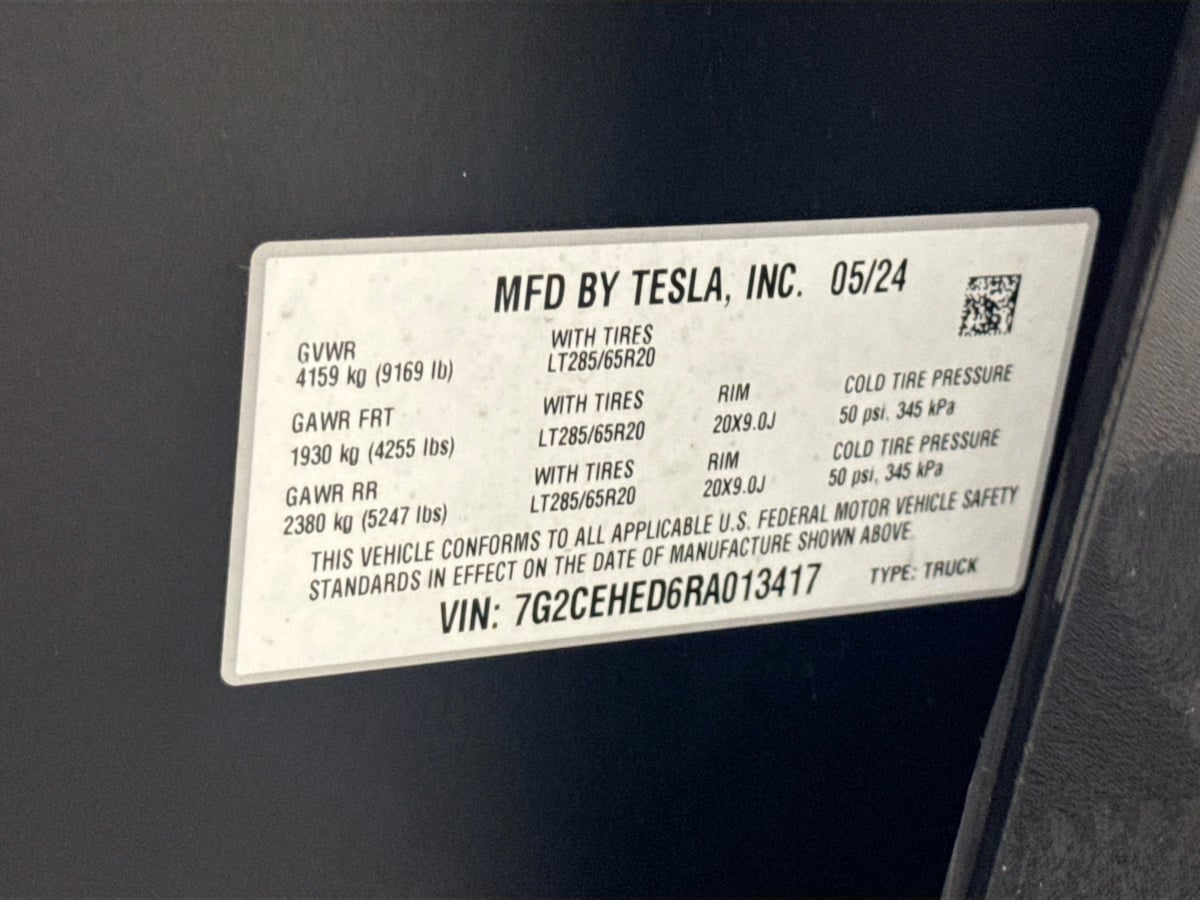 MFD BY TESLA, INC. 05/24
GVWR WITH TIRES
4159 kg (9169 lb) LT285/65R20
GAWR FRT WITH TIRES RIM COLD TIRE PRESSURE
1930 kg (4255 lbs) LT285/65R20 20X9.0J 50 psi, 345 kPa
GAWR RR WITH TIRES RIM COLD TIRE PRESSURE
2380 kg (5247 lbs) LT285/65R20 20X9.0J 50 psi, 345 kPa
THIS VEHICLE CONFORMS TO ALL APPLICABLE U.S. FEDERAL MOTOR VEHICLE SAFETY
STANDARDS IN EFFECT ON THE DATE OF MANUFACTURE SHOWN ABOVE.
VIN: 7G2CEHED6RA013417 TYPE: TRUCK